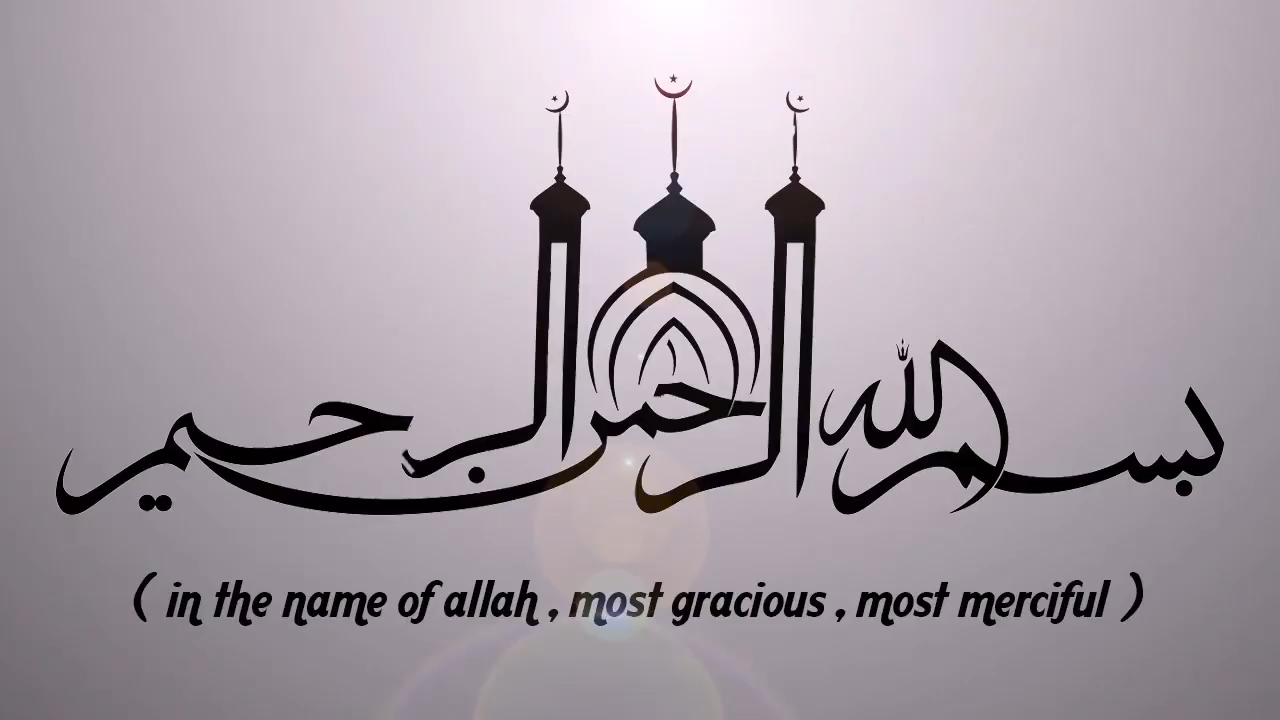 بسم الله الرحمن الرحيم
( in the name of allah , most gracious , most merciful )